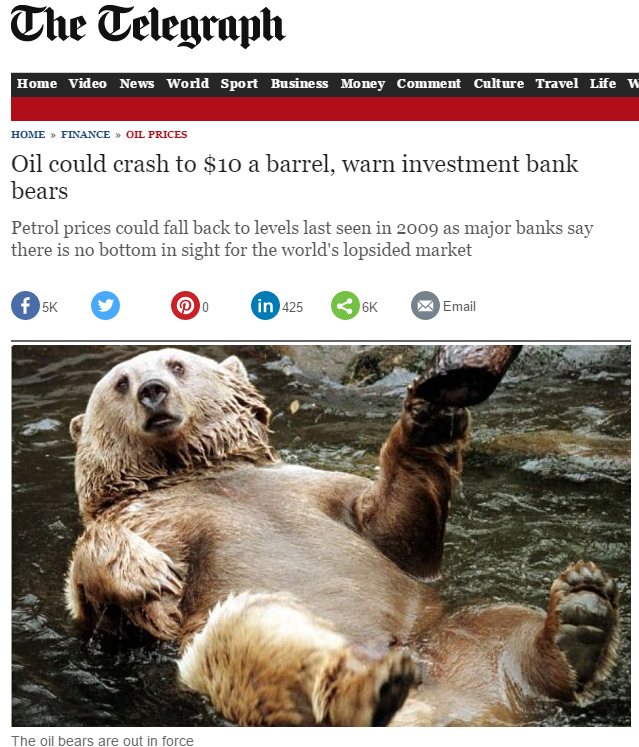 The Telegraph
Home Video News World Sport Business Money Comment Culture Travel Life W
HOME » FINANCE » OIL PRICES
Oil could crash to $10 a barrel, warn investment bank
bears
Petrol prices could fall back to levels last seen in 2009 as major banks say
there is no bottom in sight for the world's lopsided market
f 5K 0 in 425 6K Email
The oil bears are out in force